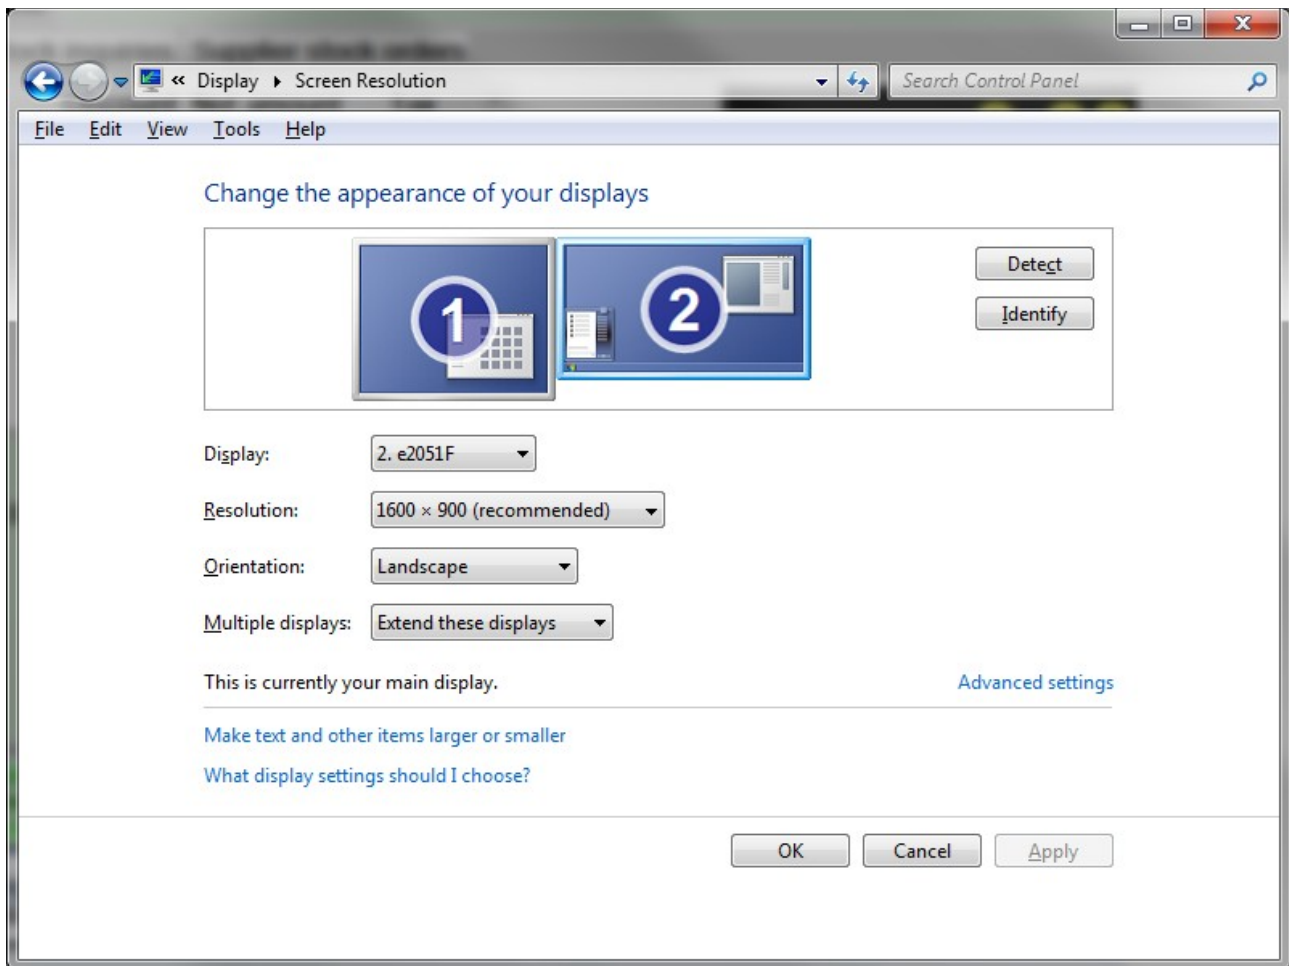 Supplier stock orders.
« Display ▸ Screen Resolution
Search Control Panel
File Edit View Tools Help
Change the appearance of your displays
1 2
Detect
Identify
Display: 2. e2051F
Resolution: 1600 × 900 (recommended)
Orientation: Landscape
Multiple displays: Extend these displays
This is currently your main display. Advanced settings
Make text and other items larger or smaller
What display settings should I choose?
OK Cancel Apply